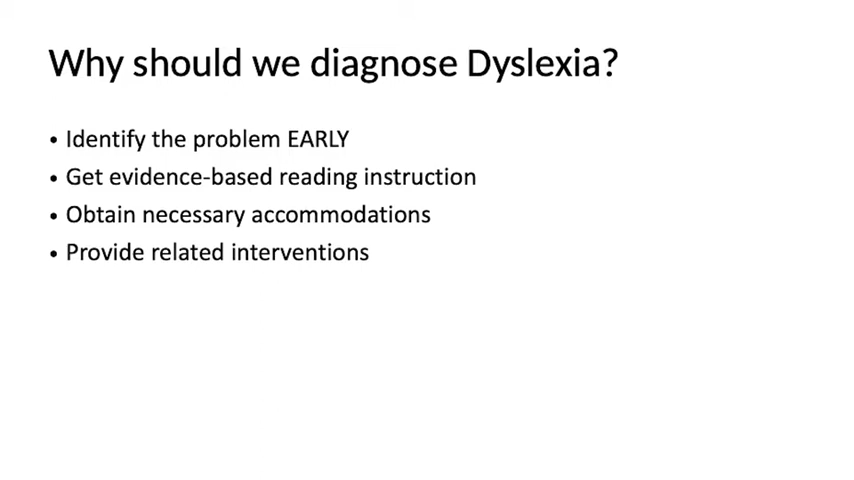 Why should we diagnose Dyslexia?
• Identify the problem EARLY
• Get evidence-based reading instruction
• Obtain necessary accommodations
• Provide related interventions